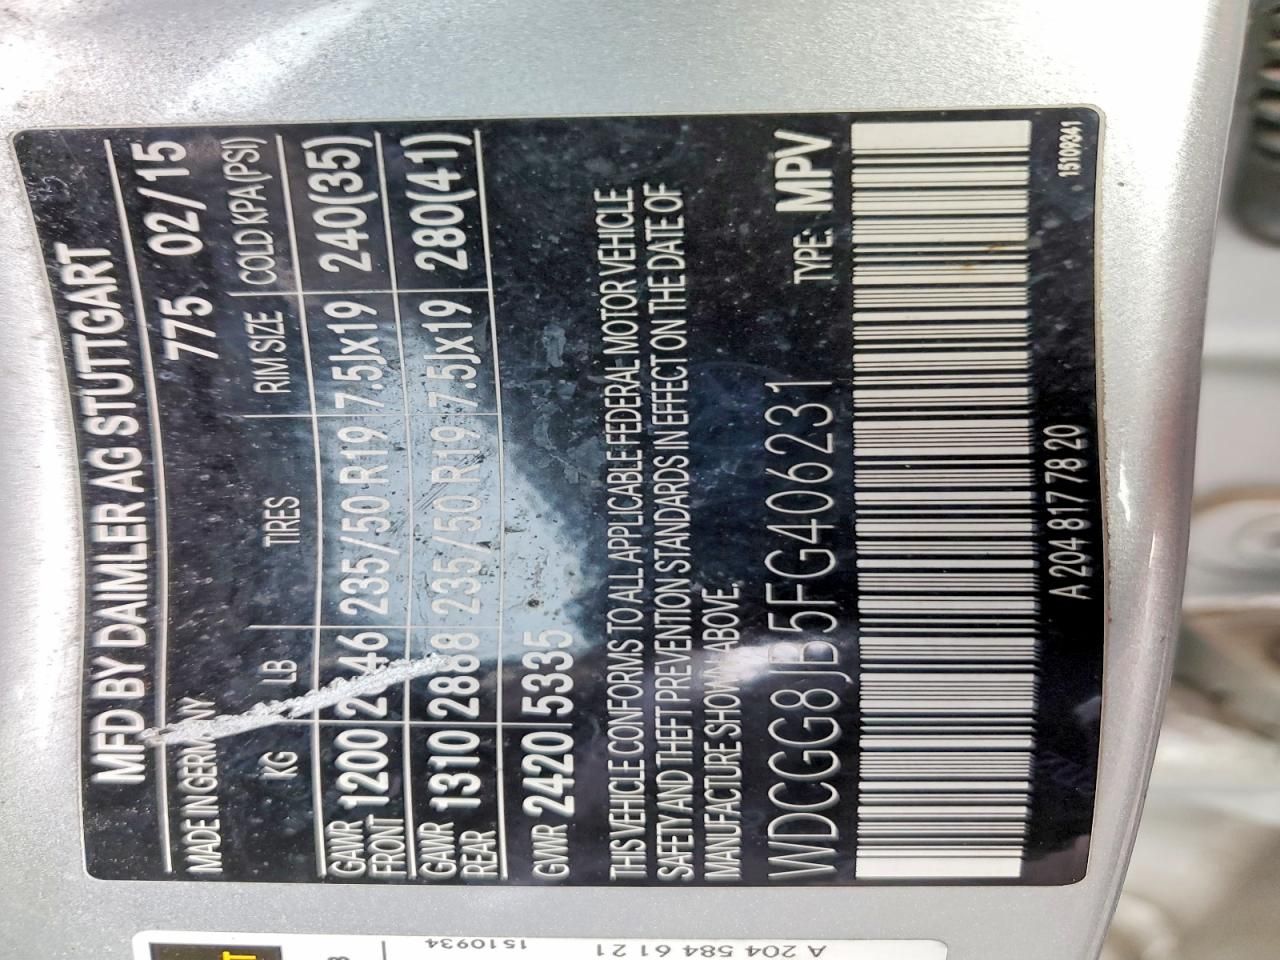 MFD BY DAIMLER AG STUTTGART
MADE IN GERMANY 775 02/15
KG LB TIRES RIM SIZE COLD KPA (PSI)
GAWR FRONT 1200 2646 235/50 R19 7.5Jx19 240(35)
GAWR REAR 1310 2888 235/50 R19 7.5Jx19 280(41)
GVWR 2420 5335
THIS VEHICLE CONFORMS TO ALL APPLICABLE FEDERAL MOTOR VEHICLE
SAFETY AND THEFT PREVENTION STANDARDS IN EFFECT ON THE DATE OF
MANUFACTURE SHOWN ABOVE.
WDCGG8JB5FG406231 TYPE: MPV
A 204 817 78 20 15109341
A 204 584 61 21
1510934